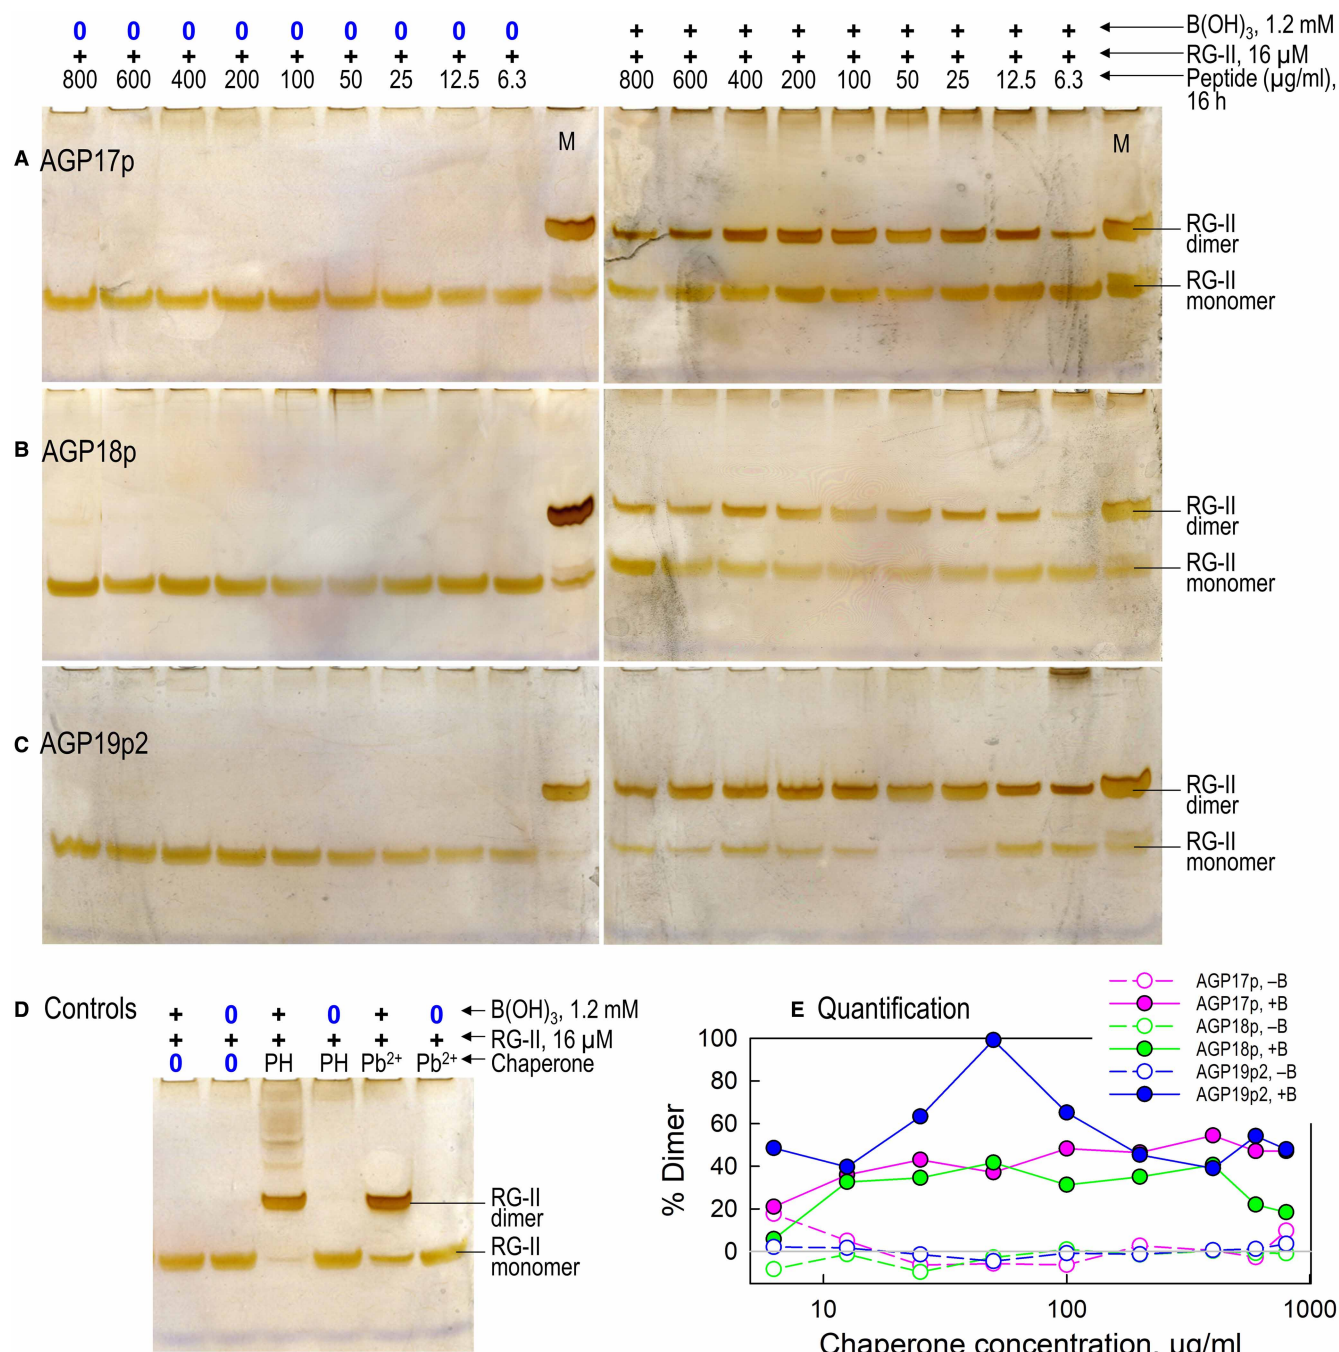 0 0 0 0 0 0 0 0 0 + + + + + + + + + B(OH)₃, 1.2 mM
+ + + + + + + + + + + + + + + + + + RG-II, 16 µM
800 600 400 200 100 50 25 12.5 6.3 800 600 400 200 100 50 25 12.5 6.3 Peptide (µg/ml),
16 h
M M
A AGP17p
RG-II
dimer
RG-II
monomer
B AGP18p
RG-II
dimer
RG-II
monomer
C AGP19p2
RG-II
dimer
RG-II
monomer
D Controls + 0 + 0 + 0 B(OH)₃, 1.2 mM
+ + + + + + RG-II, 16 µM
0 0 PH PH Pb²⁺ Pb²⁺ Chaperone
RG-II
dimer
RG-II
monomer
E Quantification
AGP17p, –B
AGP17p, +B
AGP18p, –B
AGP18p, +B
AGP19p2, –B
AGP19p2, +B
% Dimer
100
80
60
40
20
0
10 100 1000
Chaperone concentration, µg/ml